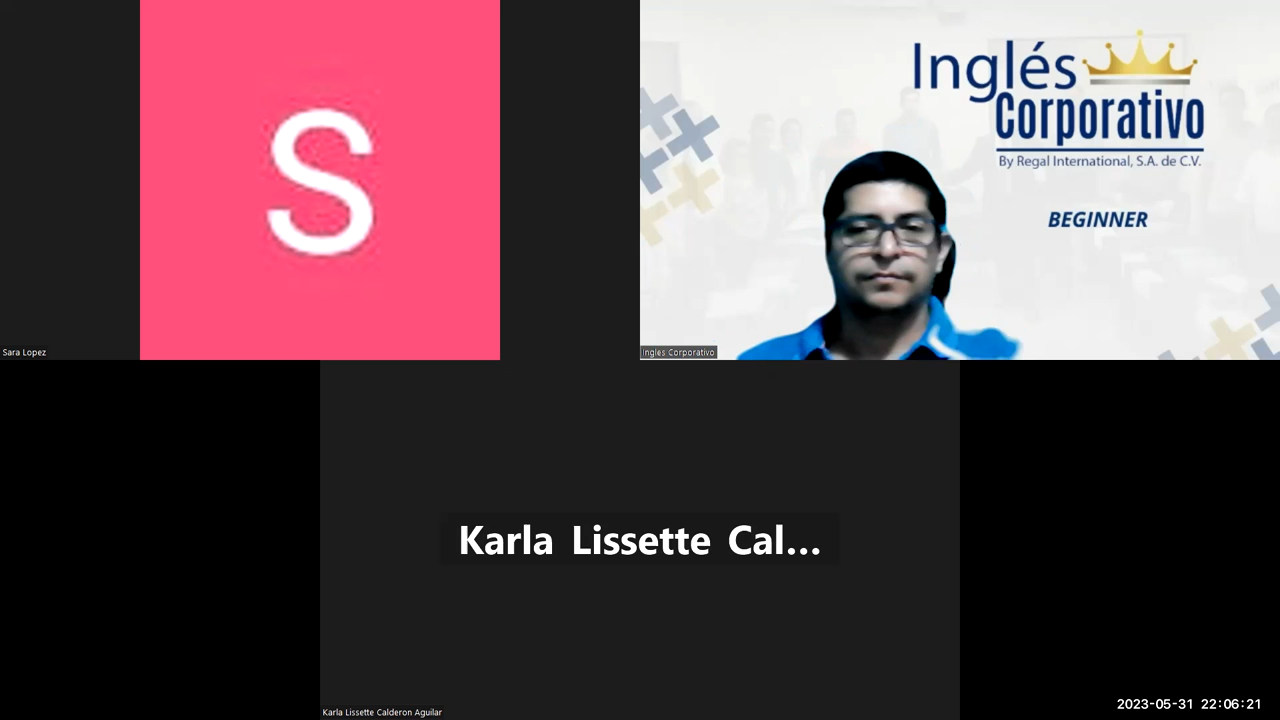 S
Sara Lopez
Inglés
Corporativo
By Regal International, S.A. de C.V.
BEGINNER
Ingles Corporativo
Karla Lissette Cal...
Karla Lissette Calderon Aguilar
2023-05-31 22:06:21